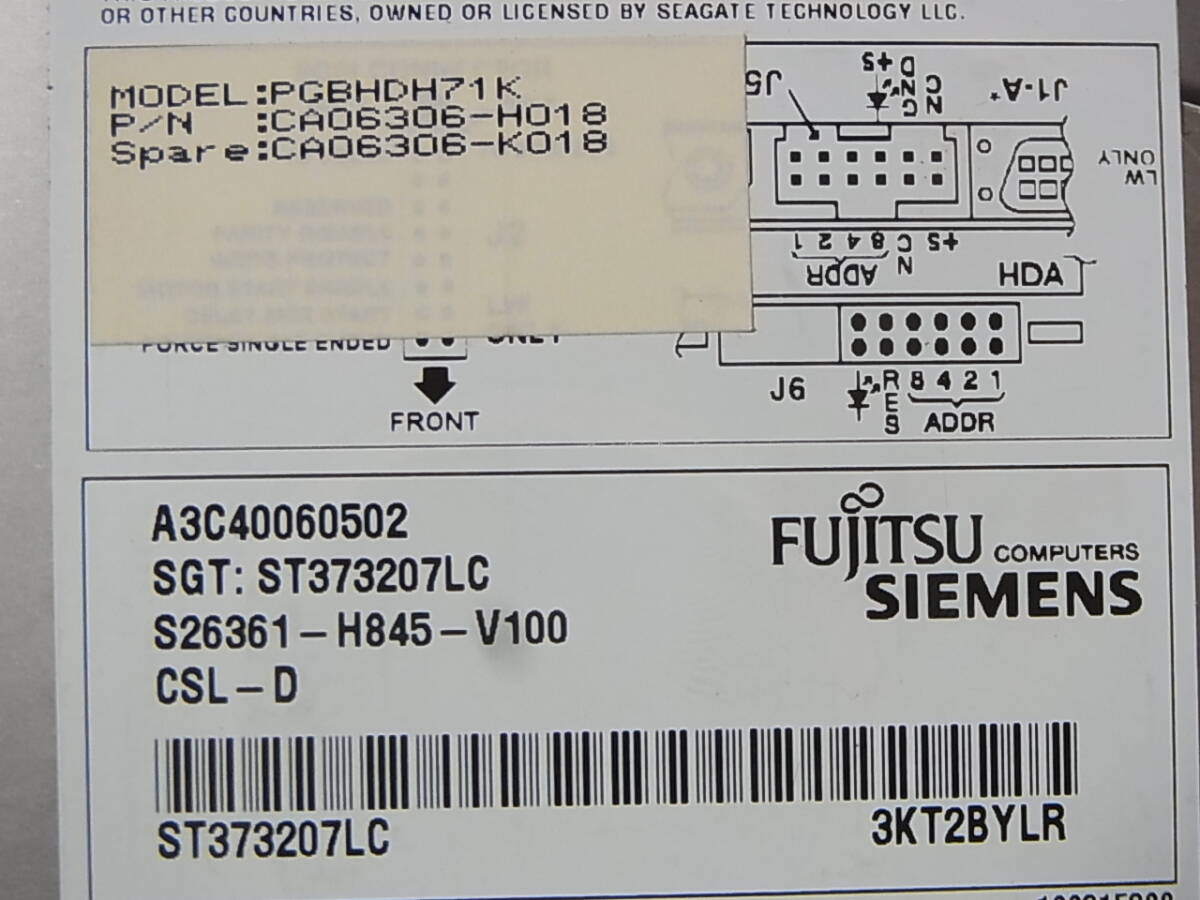 OR OTHER COUNTRIES, OWNED OR LICENSED BY SEAGATE TECHNOLOGY LLC.
MODEL:PGBHDH71K
P/N :CA06306-H018
Spare:CA06306-K018
J5
+5
D
N
G
N
C
J1-A*
LW
ONLY
1 2 4 8 C +5
ADDR N
HDA
FORCE SINGLE ENDED
ONLY
FRONT
J6
RES
8 4 2 1
ADDR
A3C40060502
SGT: ST373207LC
S26361-H845-V100
CSL-D
FUJITSU COMPUTERS
SIEMENS
ST373207LC
3KT2BYLR